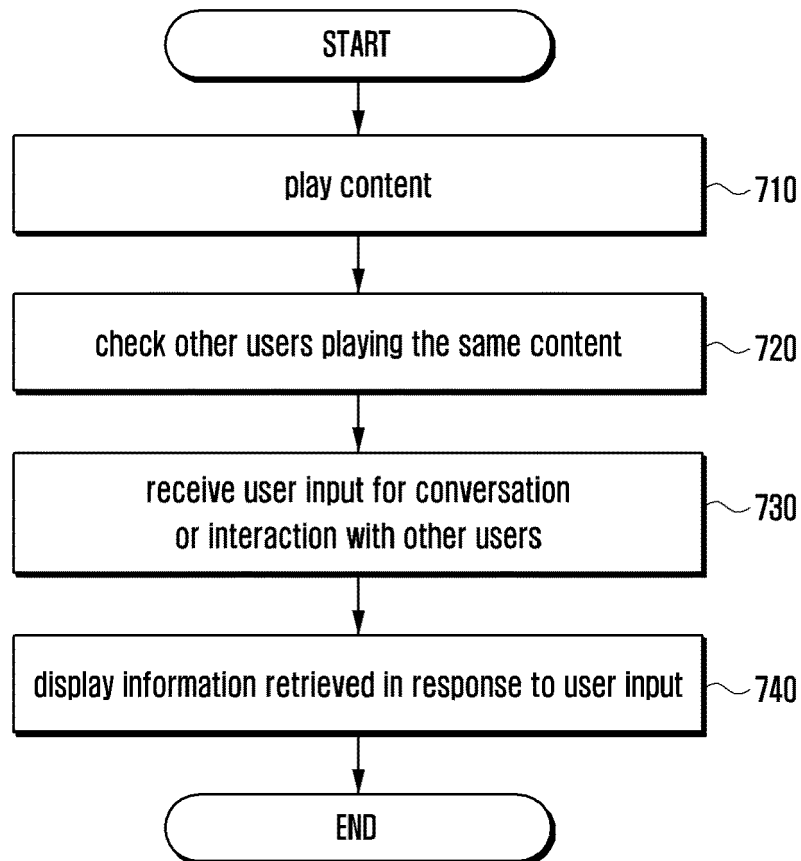 START
play content
710
check other users playing the same content
720
receive user input for conversation
or interaction with other users
730
display information retrieved in response to user input
740
END